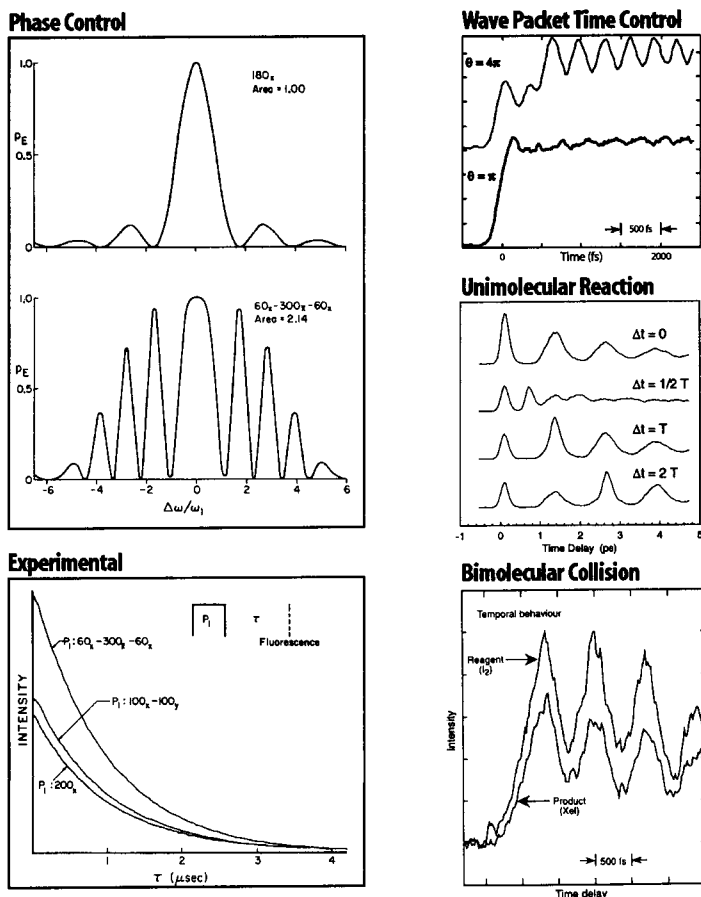 Phase Control
1.0
180x
Area = 1.00
PE
0.5
0
1.0
60x-300x̄-60x
Area = 2.14
PE
0.5
0
-6 -4 -2 0 2 4 6
Δω/ω1
Experimental
P1 τ
Fluorescence
P1: 60x-300x̄-60x
P1: 100x-100y
P1: 200x
INTENSITY
1 2 3 4
τ (μsec)
Wave Packet Time Control
θ = 4π
θ = π
500 fs
0 Time (fs) 2000
Unimolecular Reaction
Δt = 0
Δt = 1/2 T
Δt = T
Δt = 2 T
-1 0 1 2 3 4 5
Time Delay (ps)
Bimolecular Collision
Temporal behaviour
Reagent
(I2)
Intensity
Product
(XeI)
500 fs
Time delay